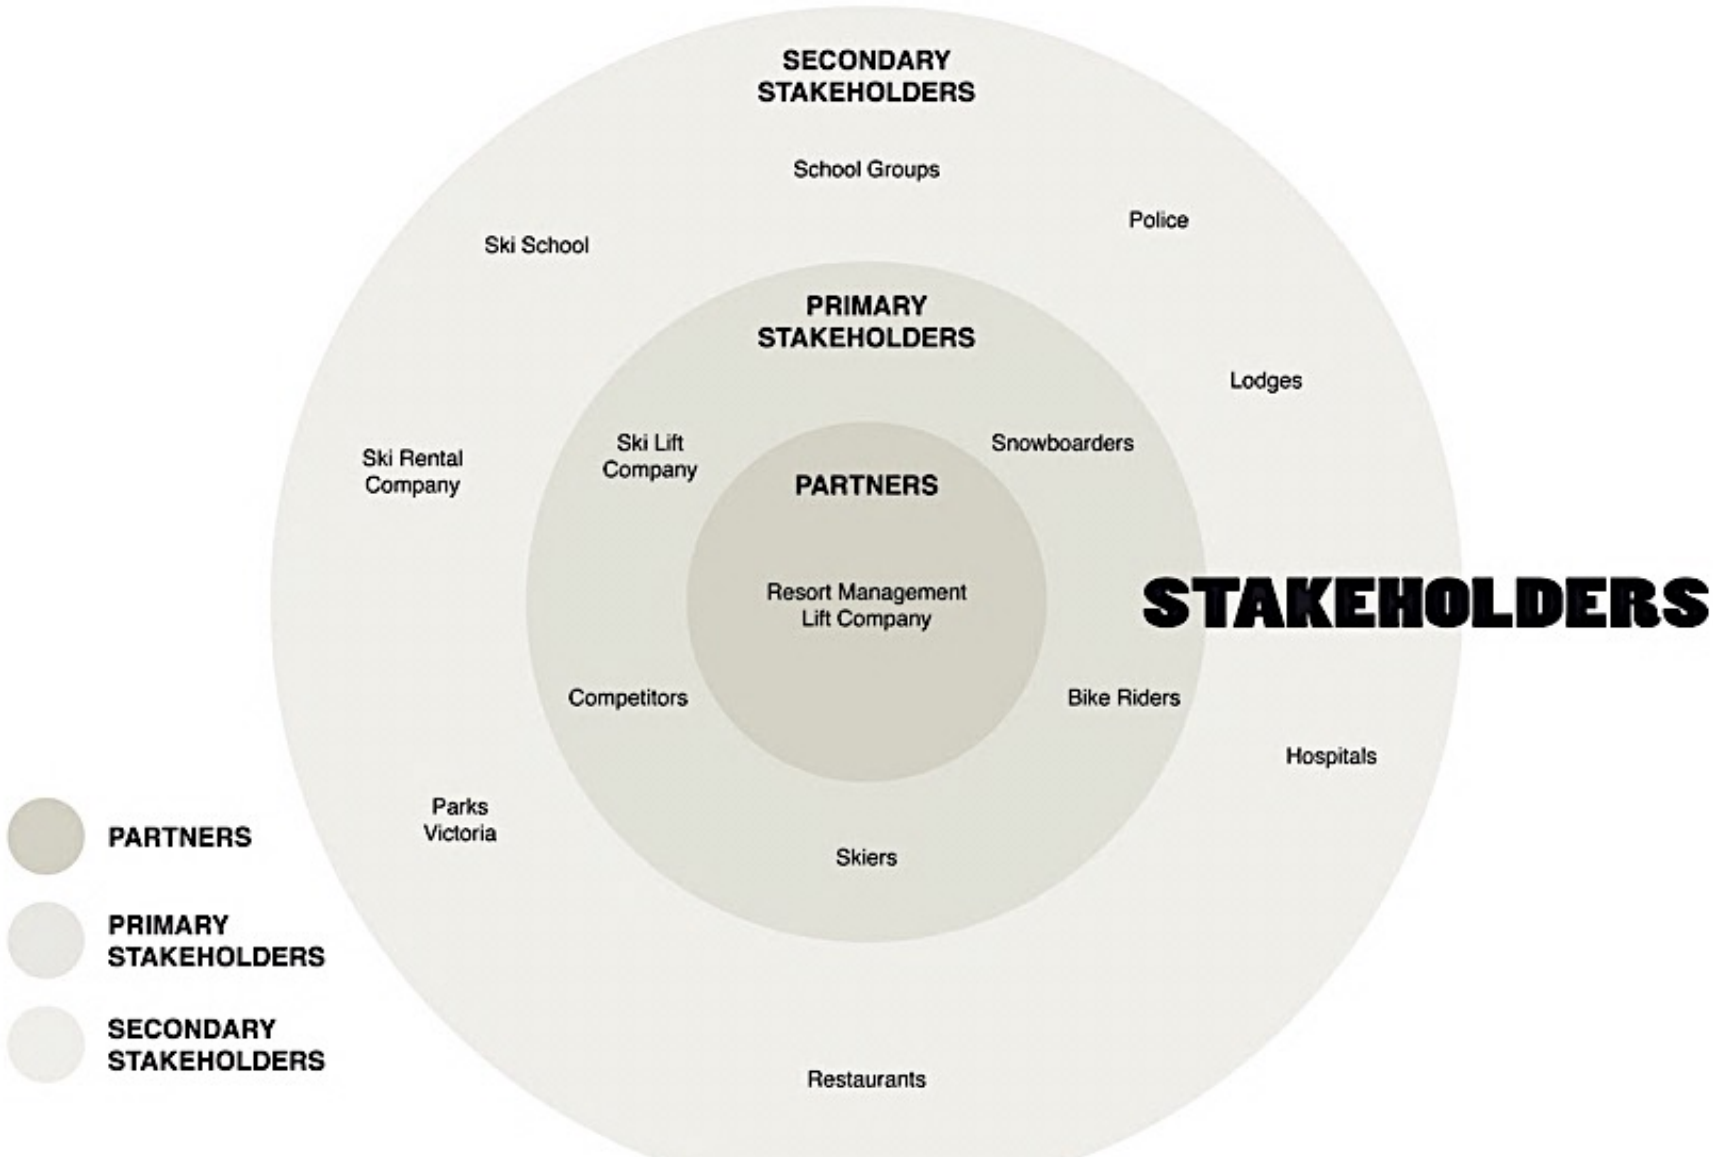 SECONDARY
STAKEHOLDERS
School Groups
Police
Ski School
PRIMARY
STAKEHOLDERS
Lodges
Ski Lift
Company
Snowboarders
Ski Rental
Company
PARTNERS
Resort Management
Lift Company
STAKEHOLDERS
Competitors
Bike Riders
Hospitals
Parks
Victoria
Skiers
Restaurants
PARTNERS
PRIMARY
STAKEHOLDERS
SECONDARY
STAKEHOLDERS